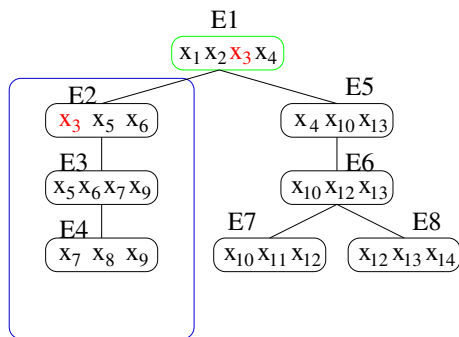 E1
x₁ x₂ x₃ x₄
E2 E5
x₃ x₅ x₆ x₄ x₁₀ x₁₃
E3 E6
x₅ x₆ x₇ x₉ x₁₀ x₁₂ x₁₃
E4 E7 E8
x₇ x₈ x₉ x₁₀ x₁₁ x₁₂ x₁₂ x₁₃ x₁₄